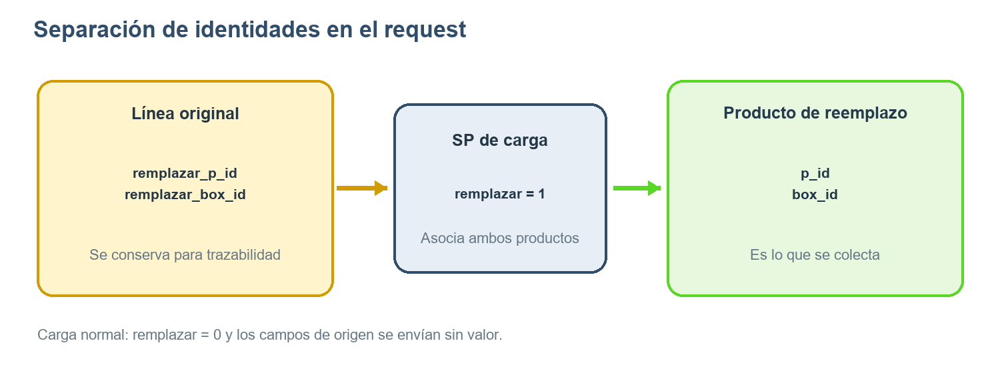 Separación de identidades en el request
Línea original
remplazar_p_id
remplazar_box_id
Se conserva para trazabilidad
SP de carga
remplazar = 1
Asocia ambos productos
Producto de reemplazo
p_id
box_id
Es lo que se colecta
Carga normal: remplazar = 0 y los campos de origen se envían sin valor.